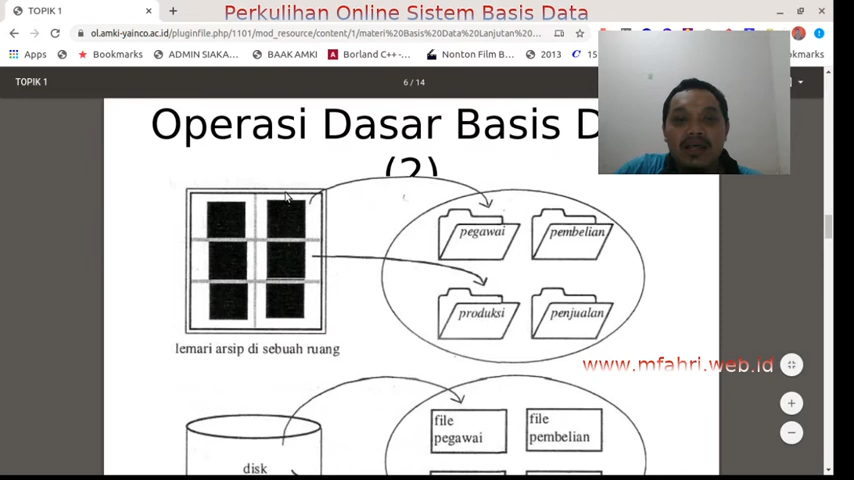 TOPIK 1
Perkulihan Online Sistem Basis Data
ol.amki-yainco.ac.id/pluginfile.php/1101/mod_resource/content/1/materi%20Basis%20Data%20Lanjutan%20...
Apps
Bookmarks
ADMIN SIAKA...
BAAK AMKI
Borland C++-...
Nonton Film B...
2013
15
Bookmarks
TOPIK 1
6 / 14
Operasi Dasar Basis D
(2)
pegawai
pembelian
produksi
penjualan
lemari arsip di sebuah ruang
www.mfahri.web.id
file
pegawai
file
pembelian
disk